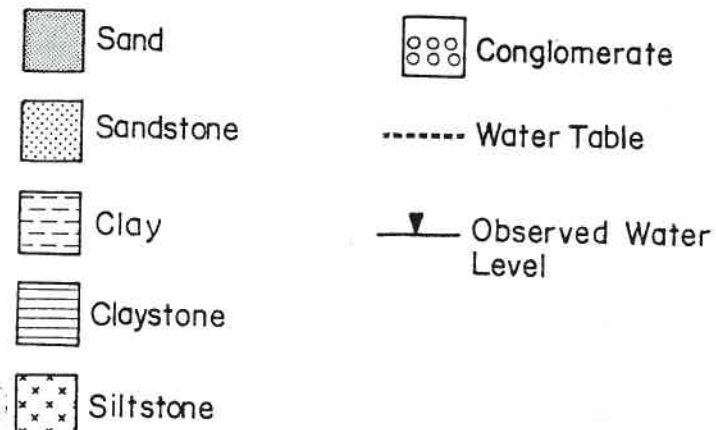 Sand
Sandstone
Clay
Claystone
Siltstone
Conglomerate
Water Table
Observed Water
Level